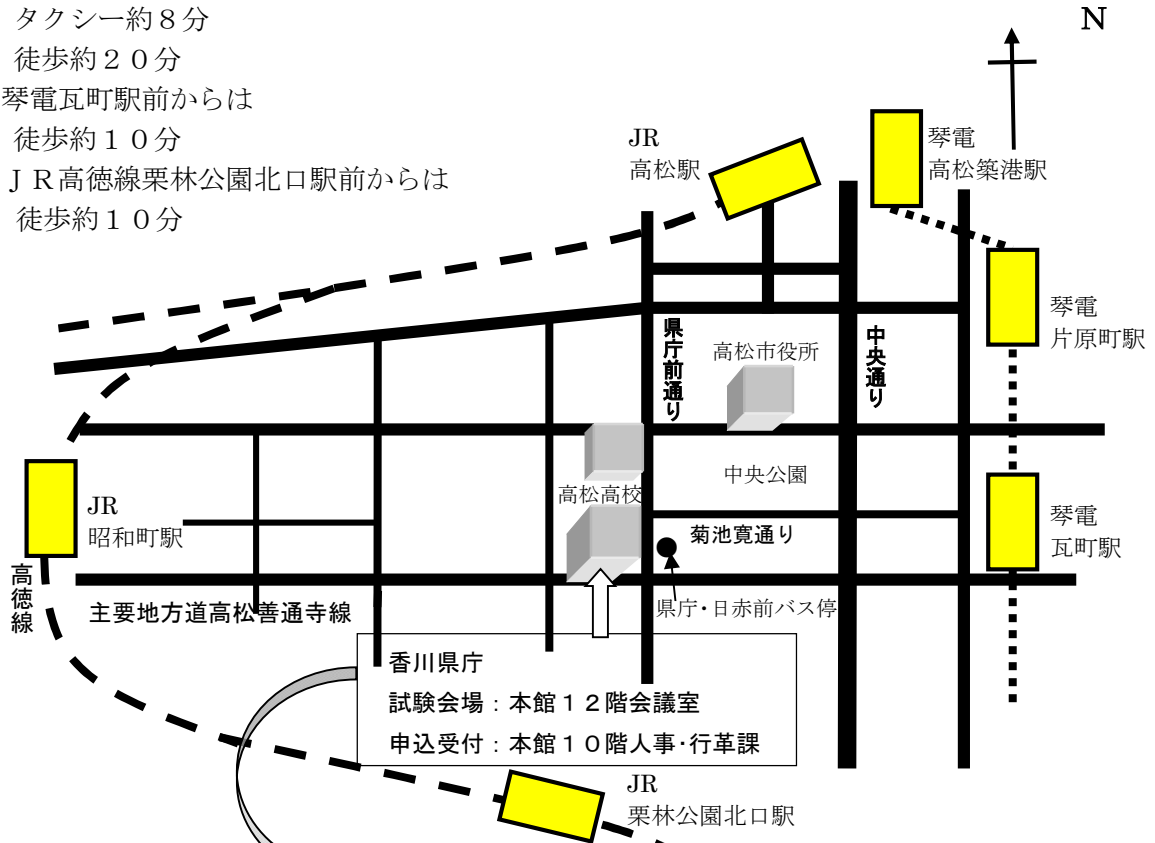 タクシー約８分
徒歩約２０分
琴電瓦町駅前からは
徒歩約１０分
ＪＲ高徳線栗林公園北口駅前からは
徒歩約１０分
N
JR
高松駅
琴電
高松築港駅
琴電
片原町駅
県庁前通り
高松市役所
中央通り
中央公園
高松高校
JR
昭和町駅
菊池寛通り
琴電
瓦町駅
高徳線
主要地方道高松善通寺線
県庁・日赤前バス停
香川県庁
試験会場：本館１２階会議室
申込受付：本館１０階人事・行革課
JR
栗林公園北口駅